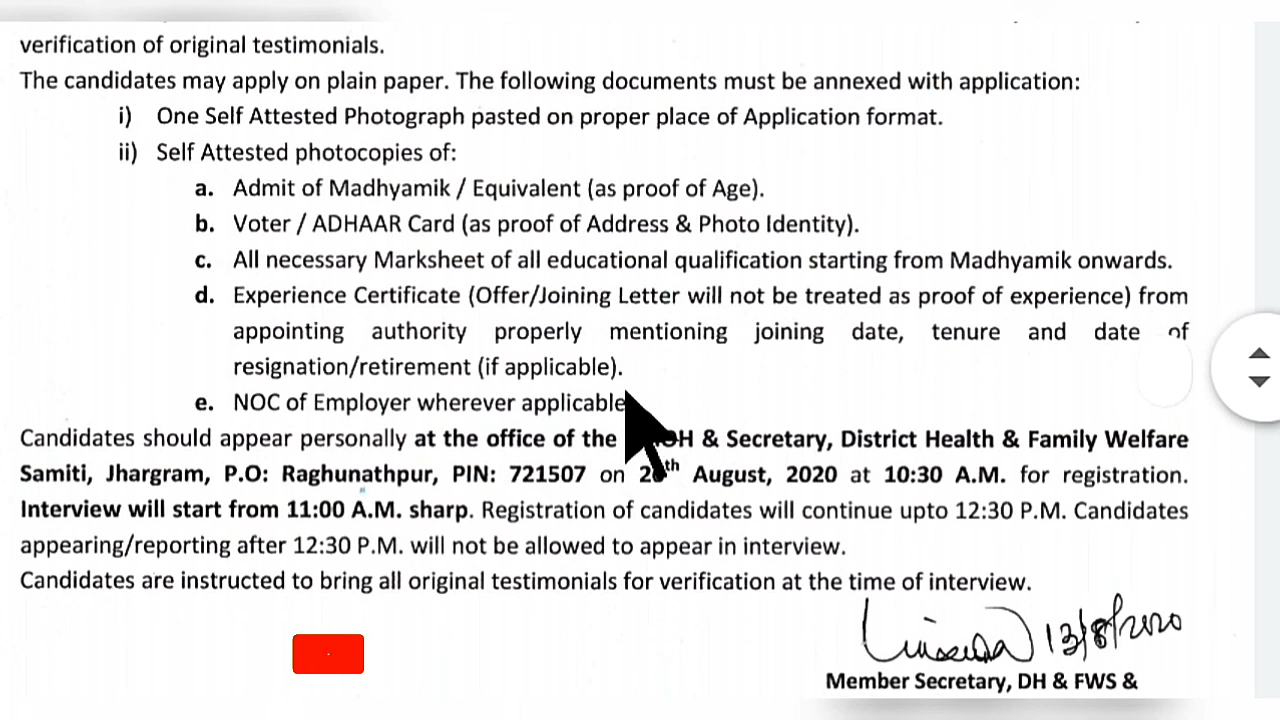 verification of original testimonials.
The candidates may apply on plain paper. The following documents must be annexed with application:
i) One Self Attested Photograph pasted on proper place of Application format.
ii) Self Attested photocopies of:
a. Admit of Madhyamik / Equivalent (as proof of Age).
b. Voter / ADHAAR Card (as proof of Address & Photo Identity).
c. All necessary Marksheet of all educational qualification starting from Madhyamik onwards.
d. Experience Certificate (Offer/Joining Letter will not be treated as proof of experience) from
appointing authority properly mentioning joining date, tenure and date of
resignation/retirement (if applicable).
e. NOC of Employer wherever applicable
Candidates should appear personally at the office of the & Secretary, District Health & Family Welfare
Samiti, Jhargram, P.O: Raghunathpur, PIN: 721507 on August, 2020 at 10:30 A.M. for registration.
Interview will start from 11:00 A.M. sharp. Registration of candidates will continue upto 12:30 P.M. Candidates
appearing/reporting after 12:30 P.M. will not be allowed to appear in interview.
Candidates are instructed to bring all original testimonials for verification at the time of interview.
13/8/2020
Member Secretary, DH & FWS &